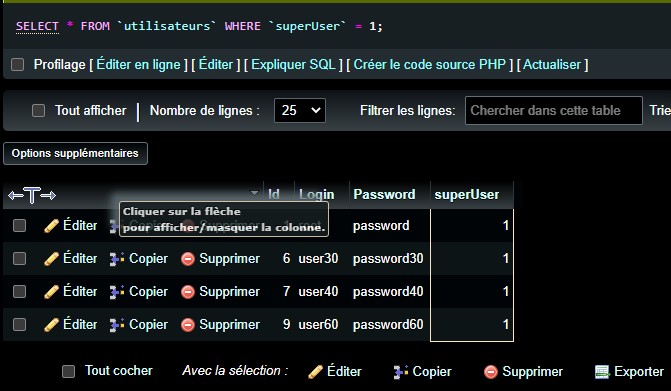 SELECT * FROM `utilisateurs` WHERE `superUser` = 1;
Profilage [ Éditer en ligne ] [ Éditer ] [ Expliquer SQL ] [ Créer le code source PHP ] [ Actualiser ]
Tout afficher | Nombre de lignes : 25 Filtrer les lignes: Chercher dans cette table Trie
Options supplémentaires
←T→ Id Login Password superUser
Cliquer sur la flèche
pour afficher/masquer la colonne.
Éditer Copier Supprimer 1 root password 1
Éditer Copier Supprimer 6 user30 password30 1
Éditer Copier Supprimer 7 user40 password40 1
Éditer Copier Supprimer 9 user60 password60 1
Tout cocher Avec la sélection : Éditer Copier Supprimer Exporter